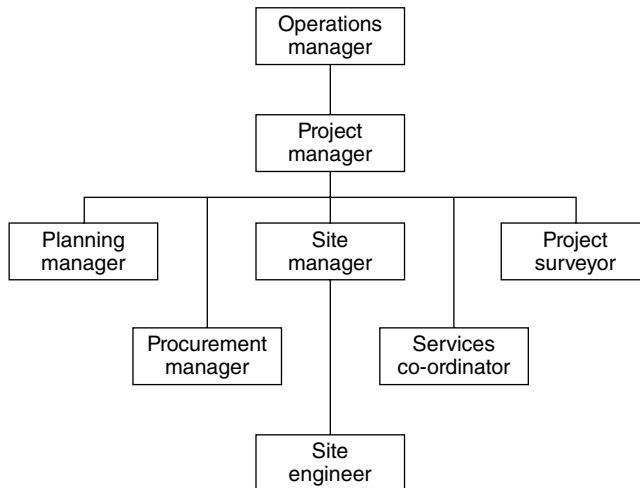 Operations
manager
Project
manager
Planning
manager
Site
manager
Project
surveyor
Procurement
manager
Services
co-ordinator
Site
engineer